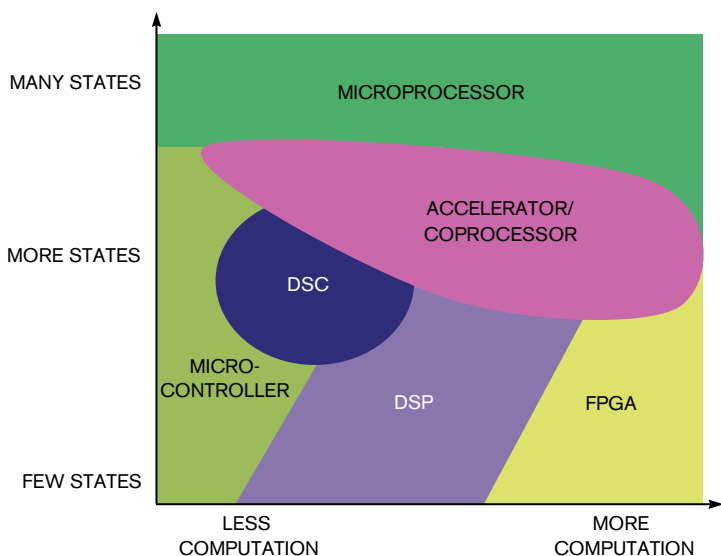 MANY STATES
MICROPROCESSOR
ACCELERATOR/
COPROCESSOR
MORE STATES
DSC
MICRO-
CONTROLLER
DSP
FPGA
FEW STATES
LESS
COMPUTATION
MORE
COMPUTATION